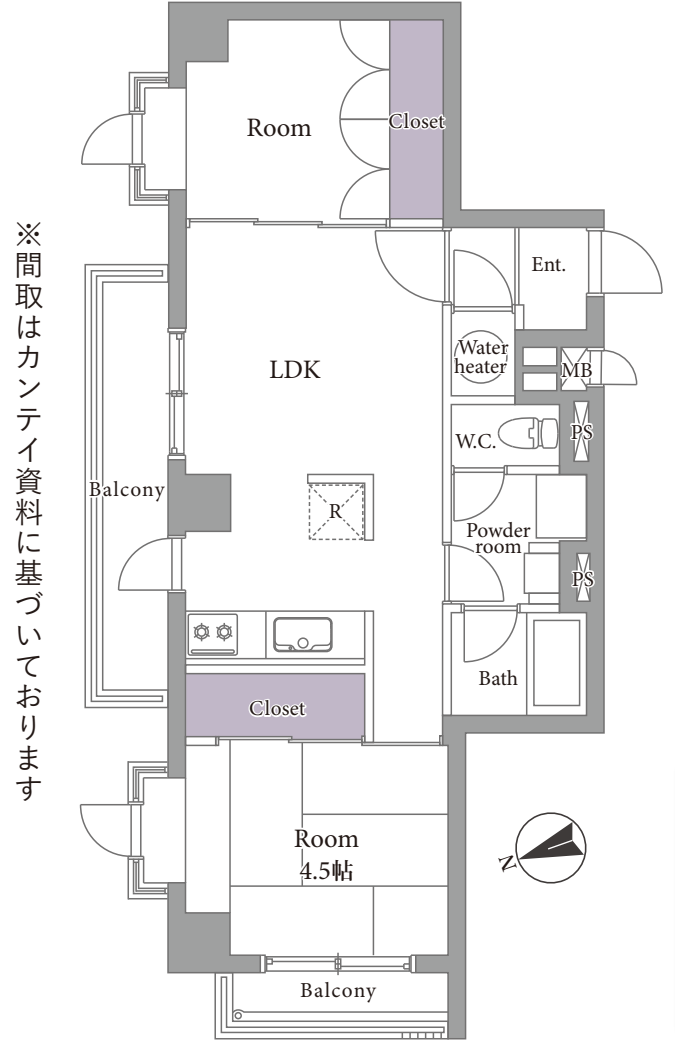 ※間取はカンテイ資料に基づいております
Room
Closet
Ent.
LDK
Water
heater
MB
W.C.
PS
Balcony
R
Powder
room
PS
Bath
Closet
Room
4.5帖
N
Balcony